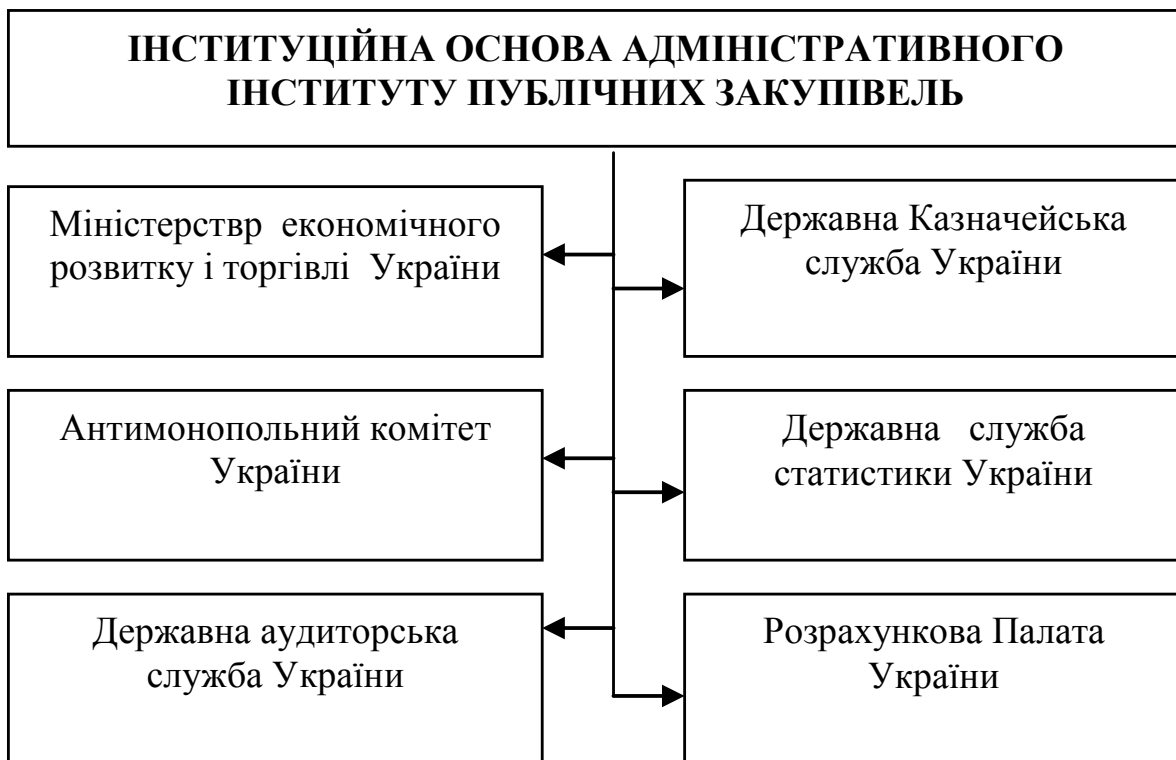 ІНСТИТУЦІЙНА ОСНОВА АДМІНІСТРАТИВНОГО
ІНСТИТУТУ ПУБЛІЧНИХ ЗАКУПІВЕЛЬ
Міністерствр економічного
розвитку і торгівлі України
Державна Казначейська
служба України
Антимонопольний комітет
України
Державна служба
статистики України
Державна аудиторська
служба України
Розрахункова Палата
України